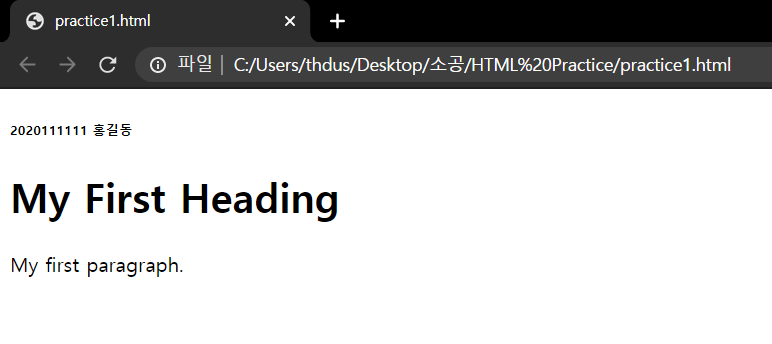 practice1.html
파일 | C:/Users/thdus/Desktop/소공/HTML%20Practice/practice1.html
2020111111 홍길동
My First Heading
My first paragraph.